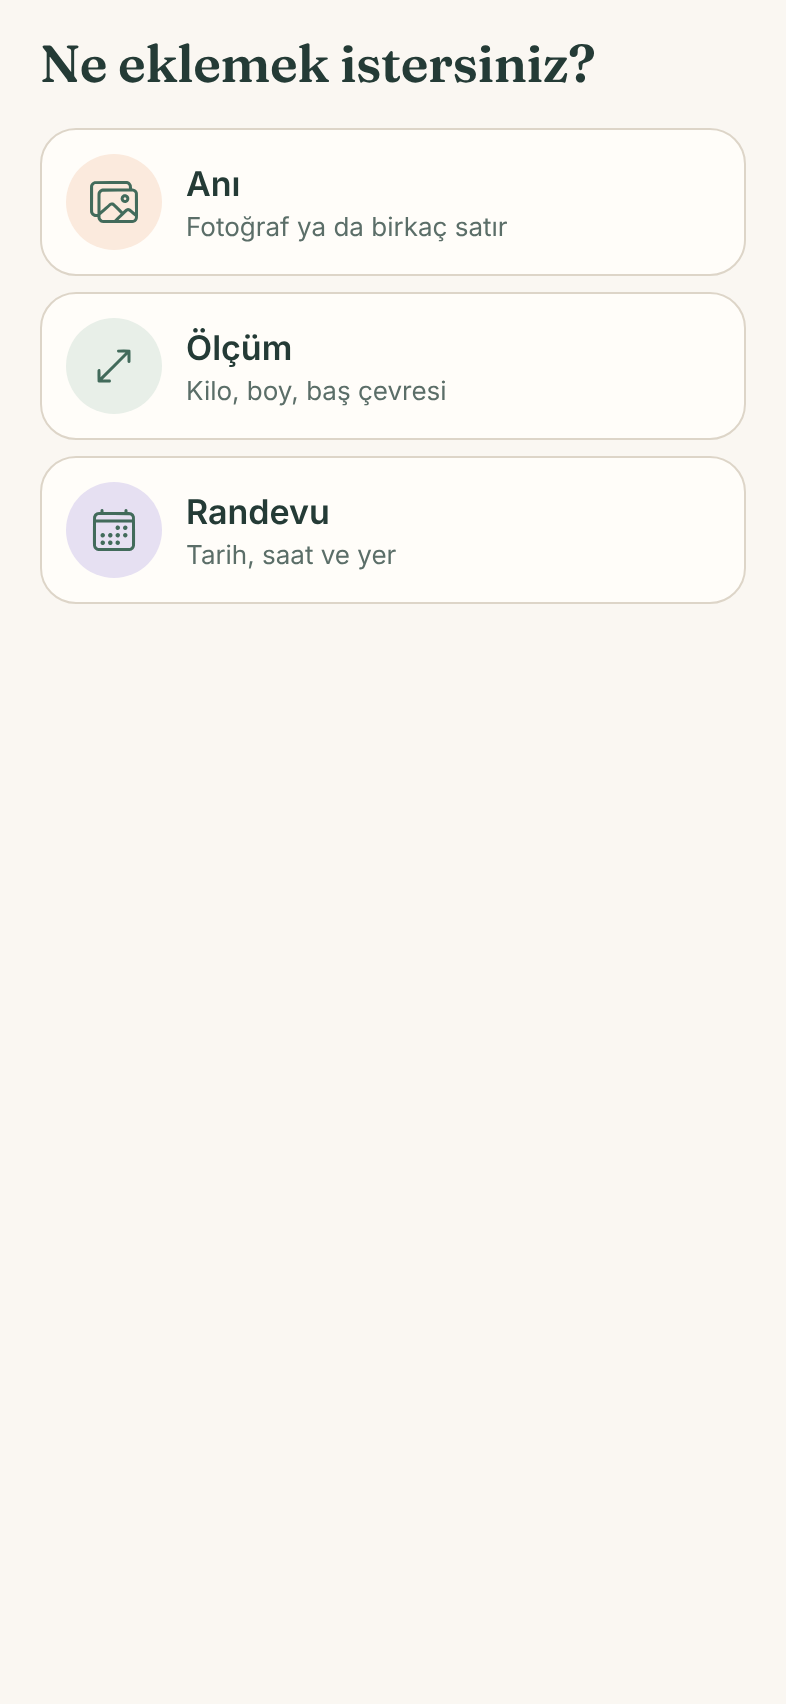 Ne eklemek istersiniz?
Anı
Fotoğraf ya da birkaç satır
Ölçüm
Kilo, boy, baş çevresi
Randevu
Tarih, saat ve yer